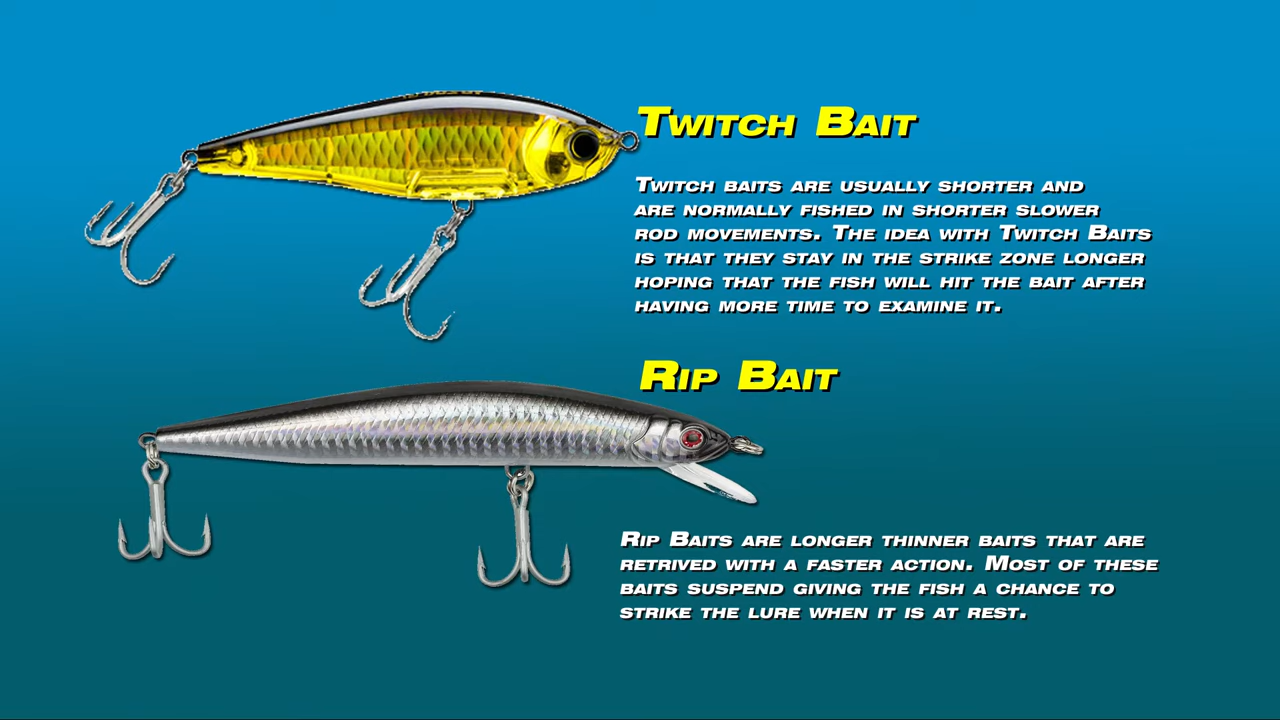 Twitch Bait
Twitch baits are usually shorter and
are normally fished in shorter slower
rod movements. The idea with Twitch Baits
is that they stay in the strike zone longer
hoping that the fish will hit the bait after
having more time to examine it.
Rip Bait
Rip Baits are longer thinner baits that are
retrived with a faster action. Most of these
baits suspend giving the fish a chance to
strike the lure when it is at rest.